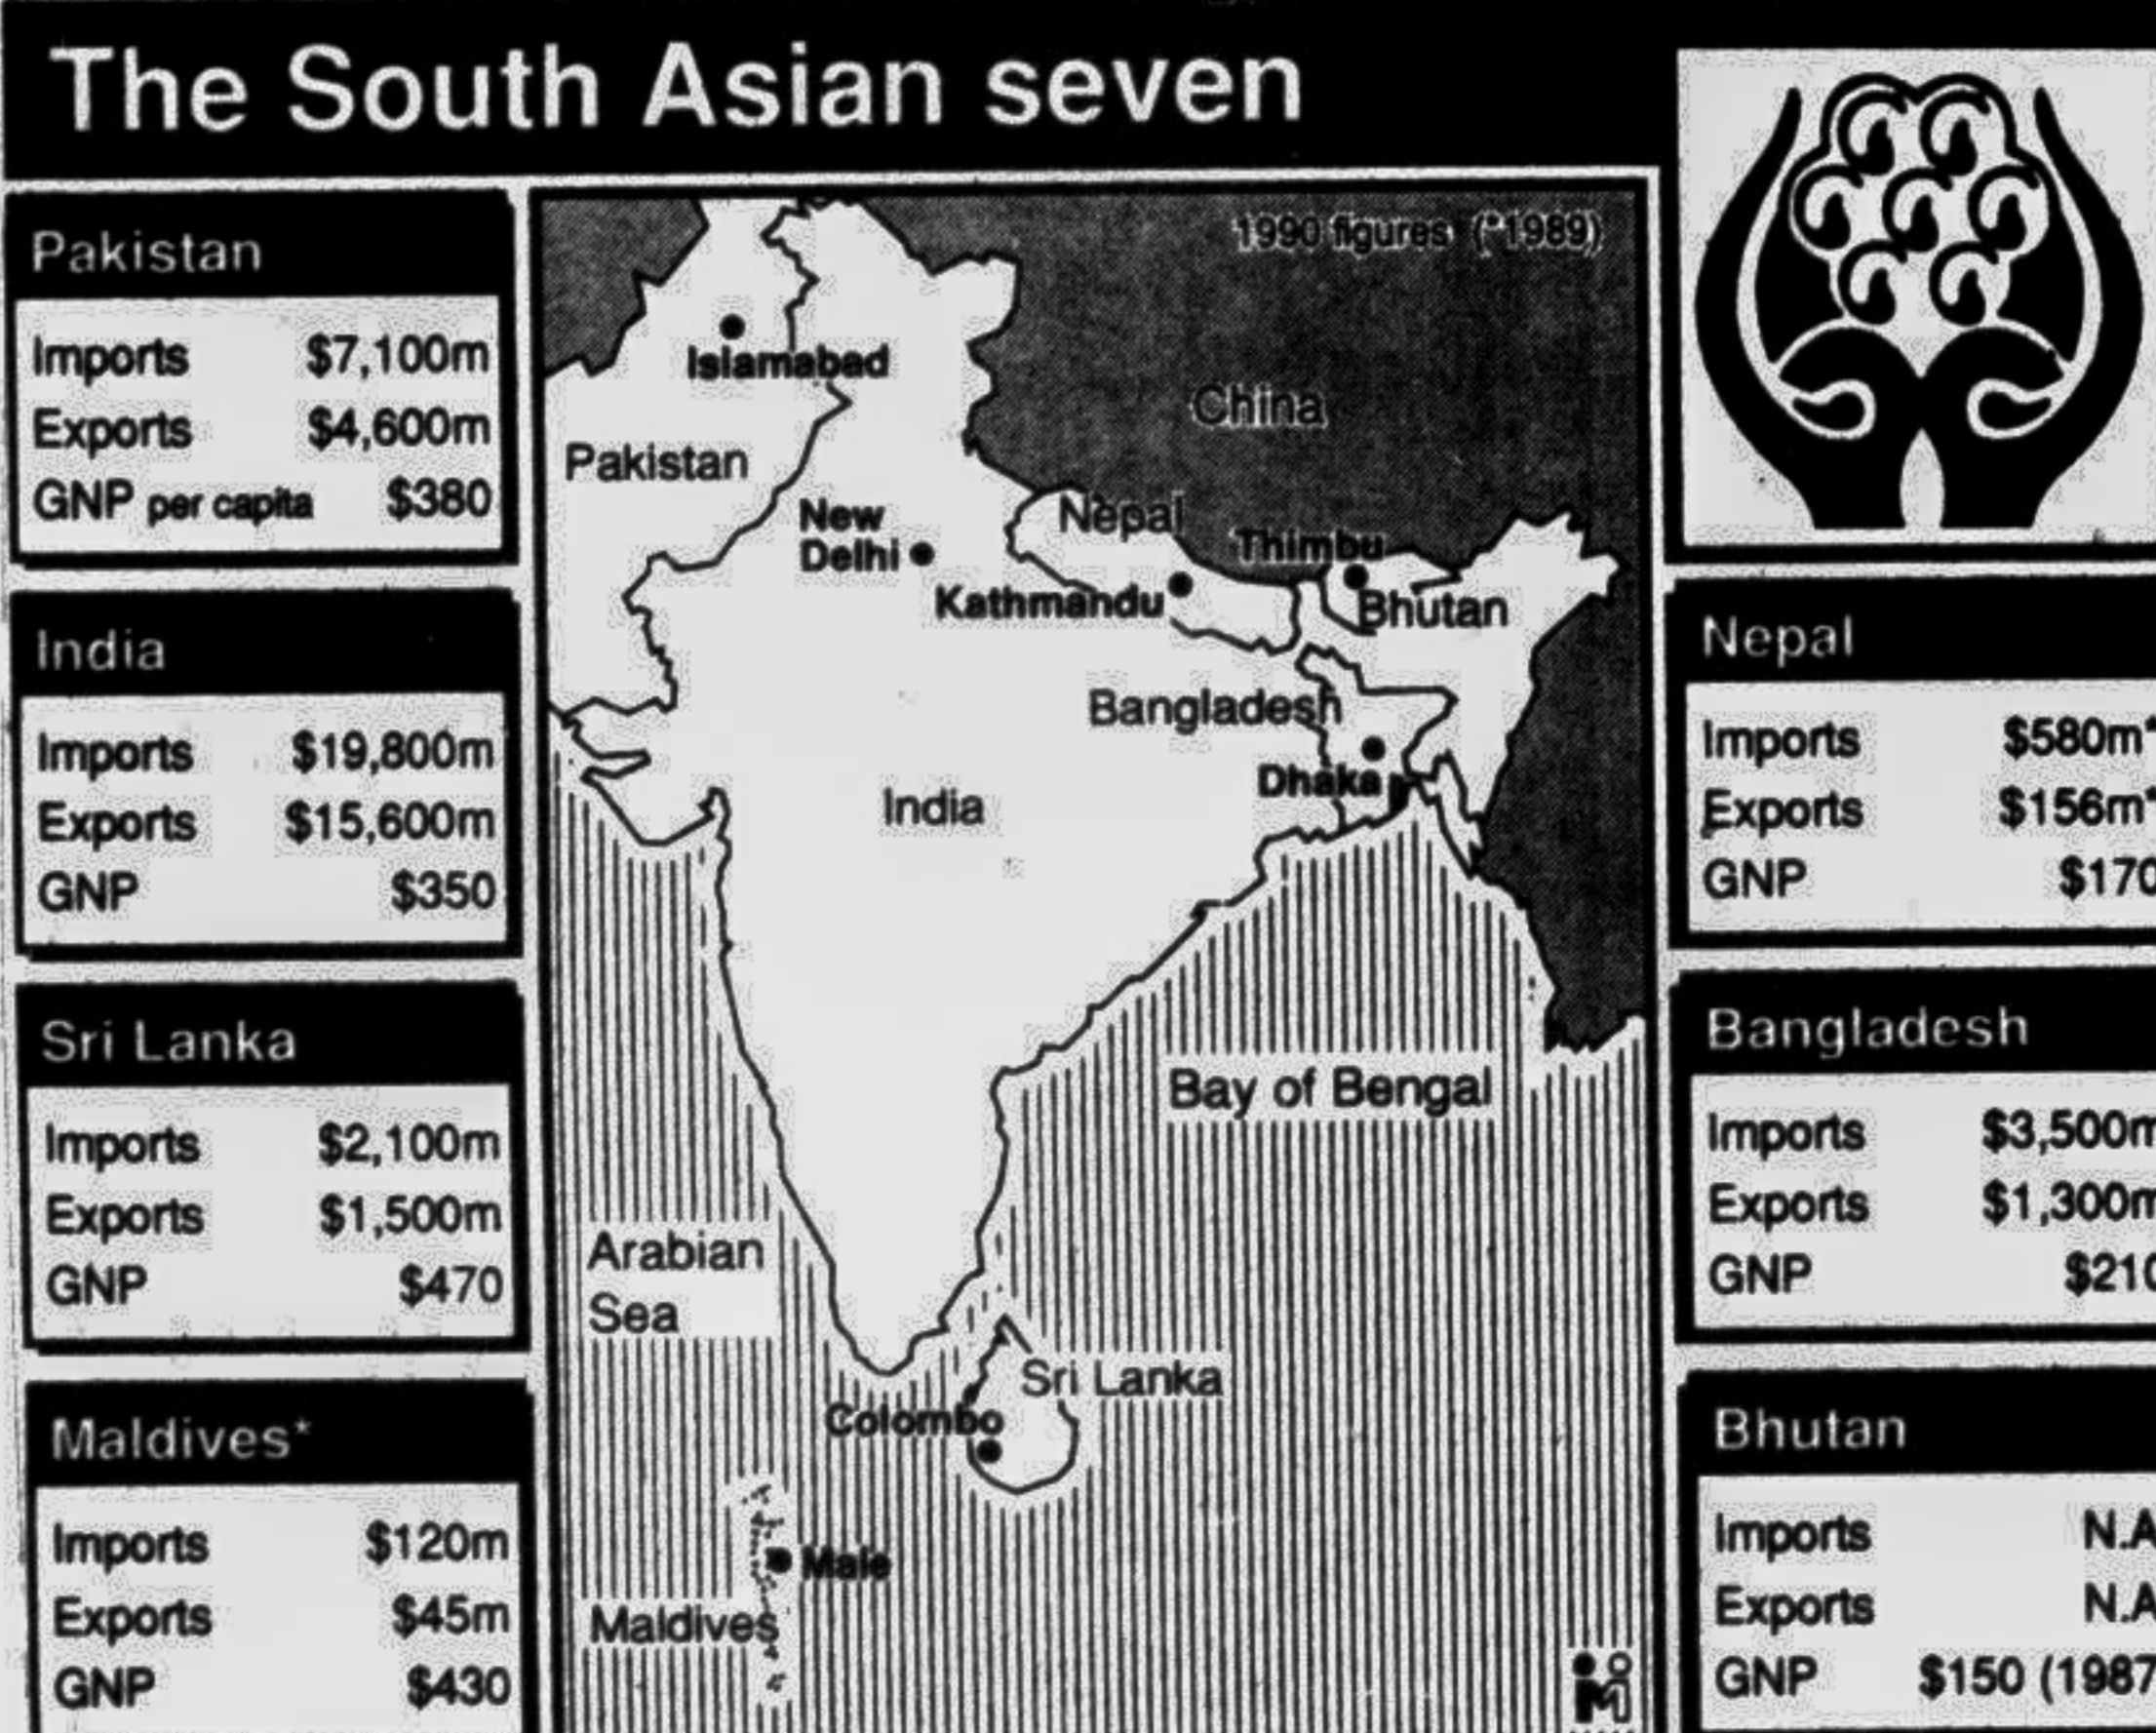 The South Asian seven
Pakistan
Imports $7,100m
Exports $4,600m
GNP per capita $380
India
Imports $19,800m
Exports $15,600m
GNP $350
Sri Lanka
Imports $2,100m
Exports $1,500m
GNP $470
Maldives*
Imports $120m
Exports $45m
GNP $430
1990 figures (*1989)
Islamabad
China
Pakistan
New
Delhi
Nepal
Thimbu
Kathmandu
Bhutan
Bangladesh
Dhaka
India
Bay of Bengal
Arabian
Sea
Sri Lanka
Colombo
Male
Maldives
Nepal
Imports $580m*
Exports $156m*
GNP $170
Bangladesh
Imports $3,500m
Exports $1,300m
GNP $210
Bhutan
Imports N.A
Exports N.A
GNP $150 (1987